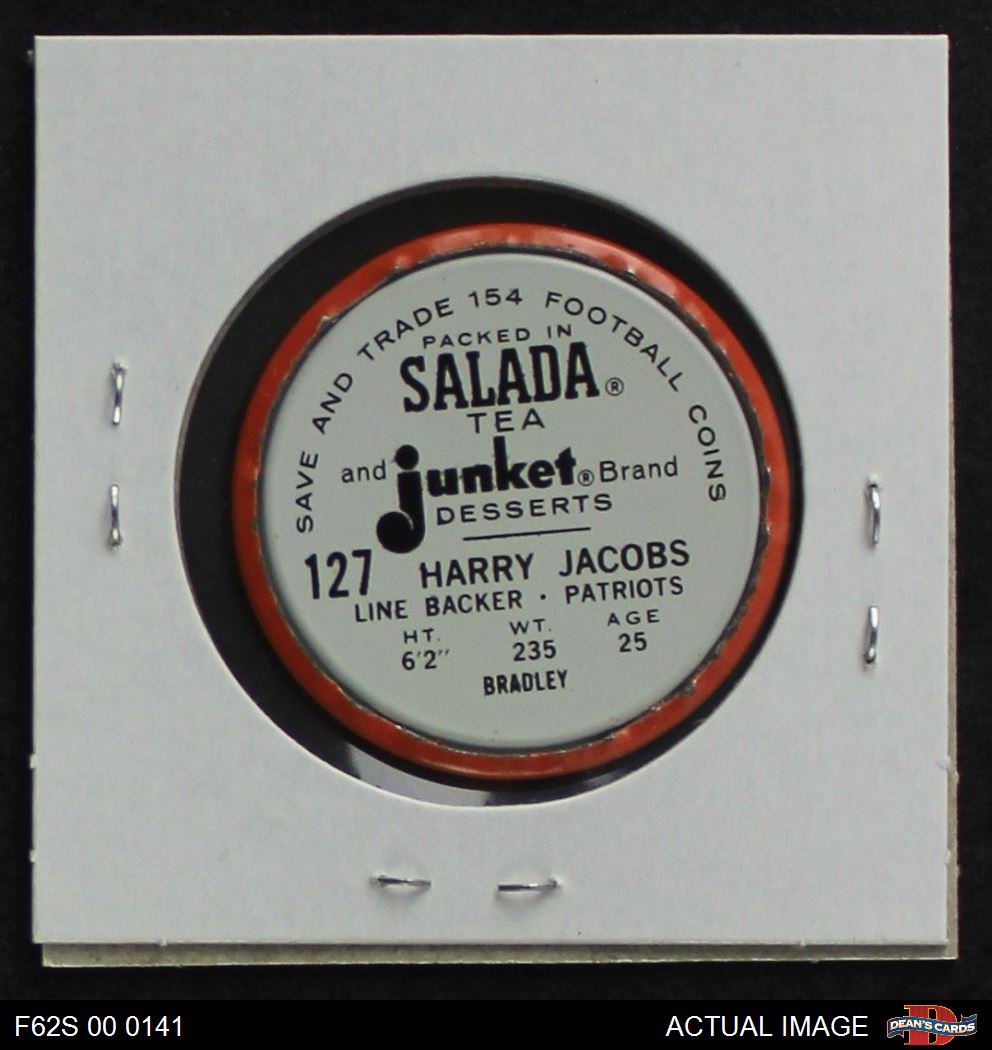 SAVE AND TRADE 154 FOOTBALL COINS
PACKED IN
SALADA®
TEA
and junket® Brand
DESSERTS
127 HARRY JACOBS
LINE BACKER · PATRIOTS
HT. WT. AGE
6'2" 235 25
BRADLEY
F62S 00 0141
ACTUAL IMAGE
DEAN'S CARDS